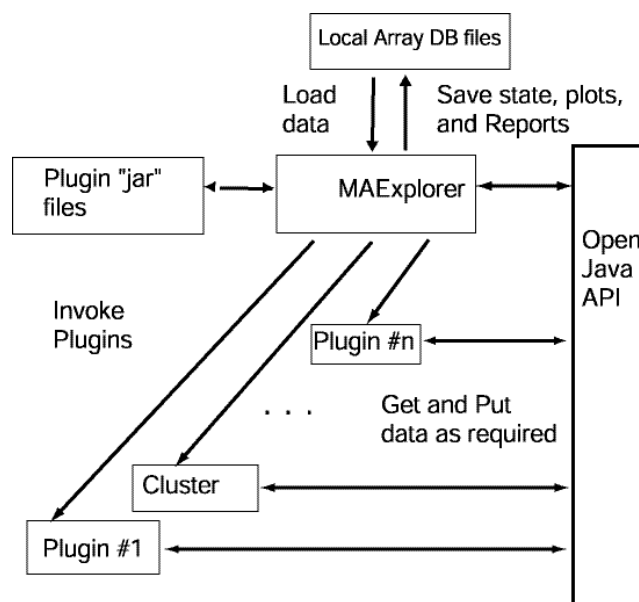 Local Array DB files
Load
data
Save state, plots,
and Reports
Plugin "jar"
files
MAExplorer
Open
Java
API
Invoke
Plugins
Plugin #n
. . .
Get and Put
data as required
Cluster
Plugin #1